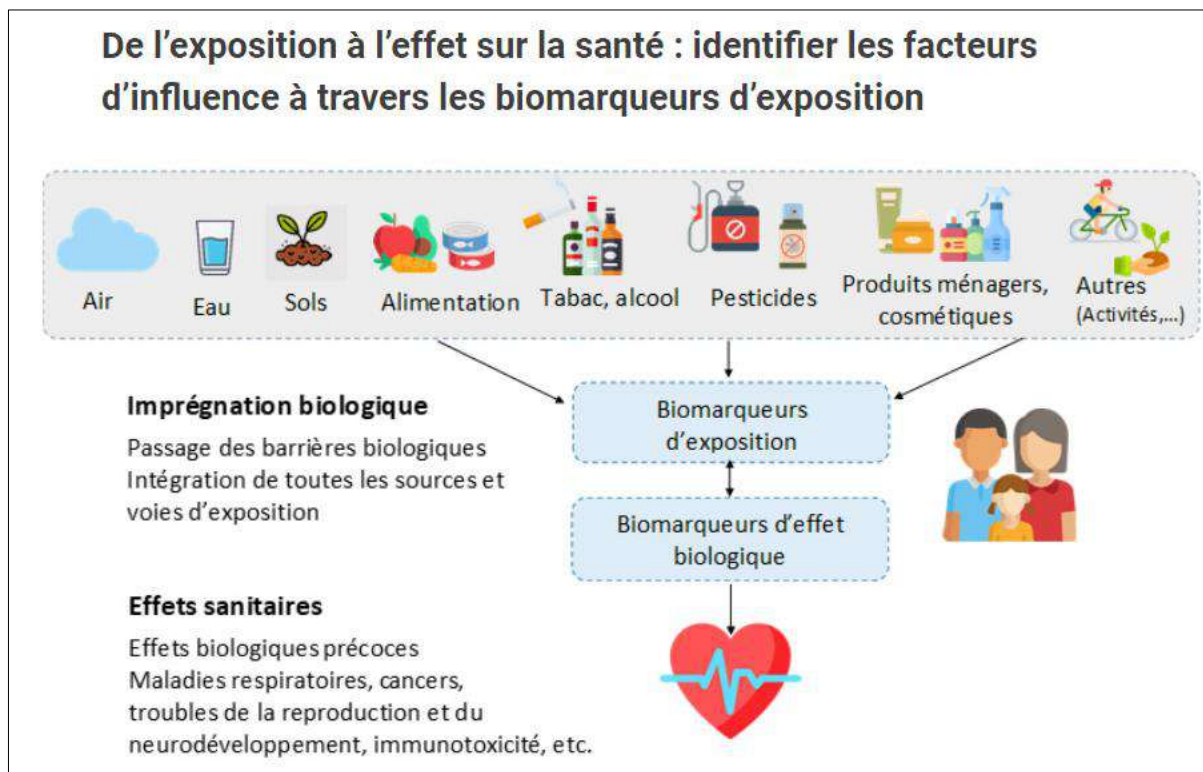 De l’exposition à l’effet sur la santé : identifier les facteurs
d’influence à travers les biomarqueurs d’exposition
Air
Eau
Sols
Alimentation
Tabac, alcool
Pesticides
Produits ménagers,
cosmétiques
Autres
(Activités,...)
Imprégnation biologique
Passage des barrières biologiques
Intégration de toutes les sources et
voies d’exposition
Biomarqueurs
d’exposition
Biomarqueurs d’effet
biologique
Effets sanitaires
Effets biologiques précoces
Maladies respiratoires, cancers,
troubles de la reproduction et du
neurodéveloppement, immunotoxicité, etc.